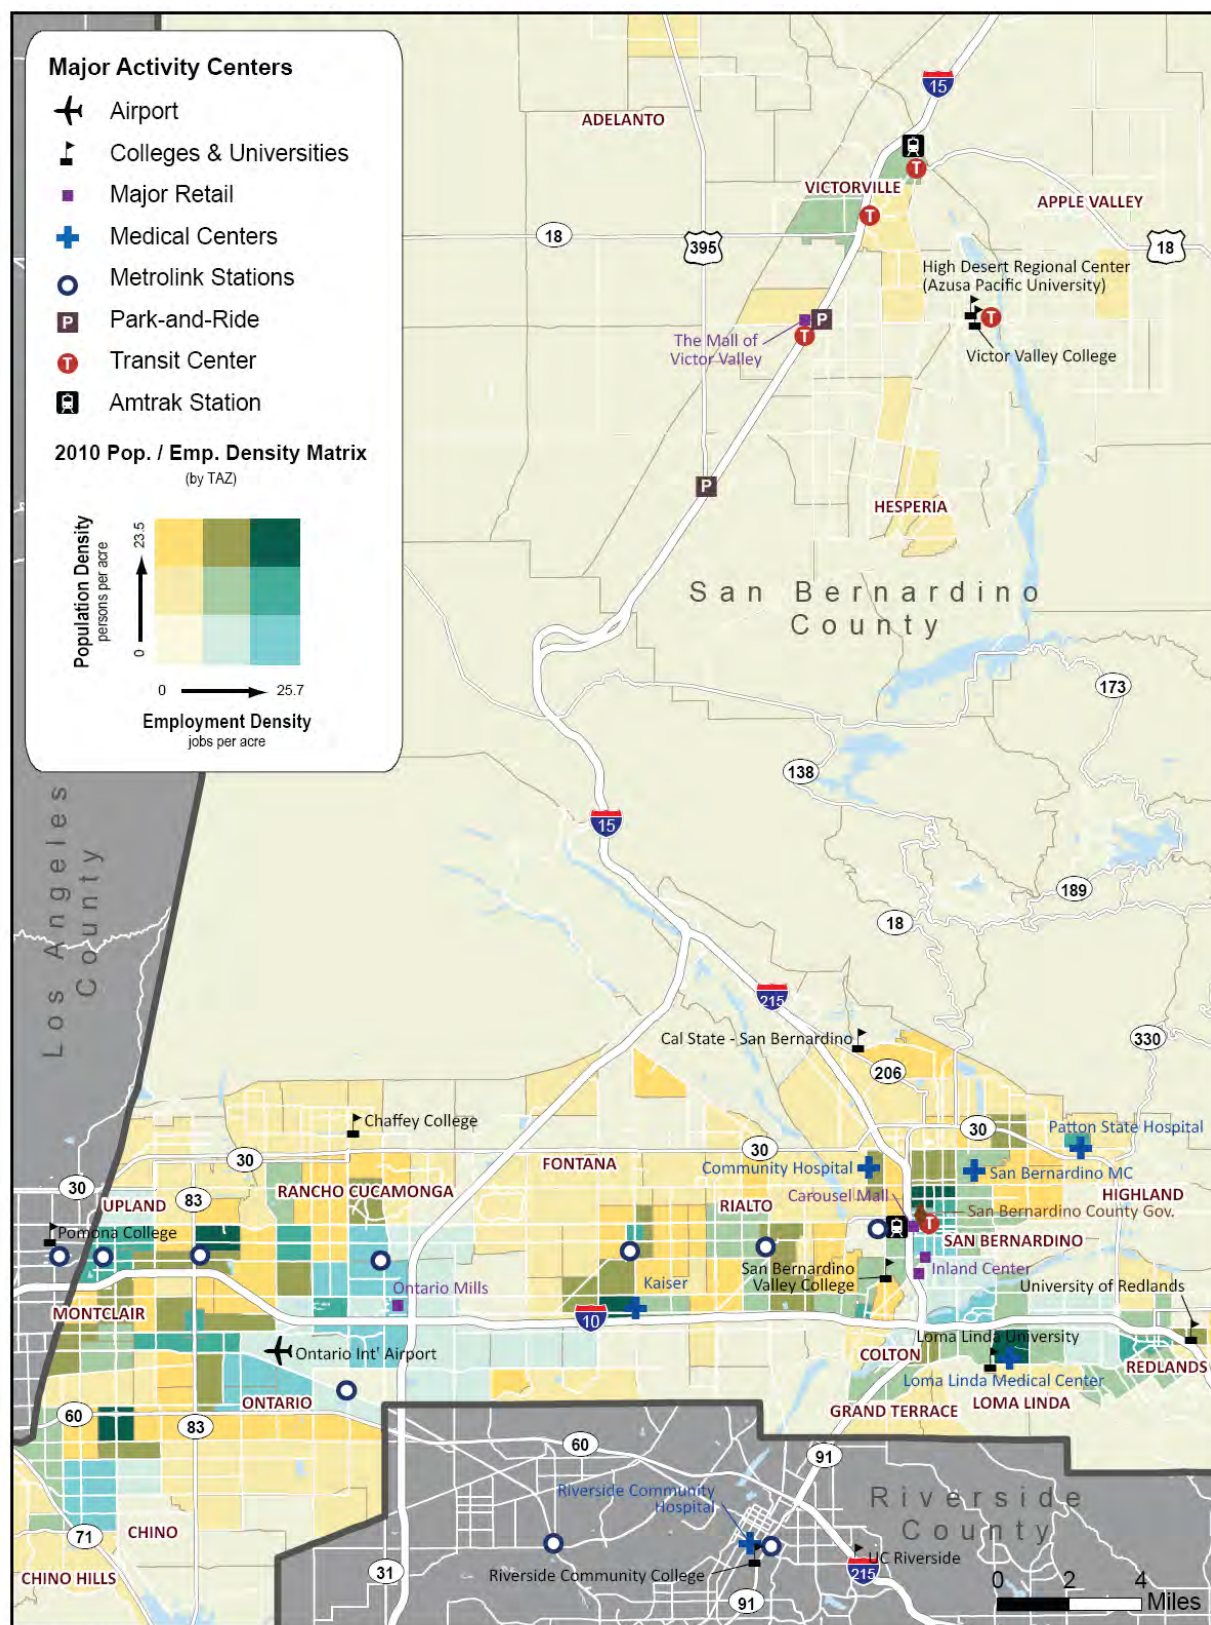 Major Activity Centers
Airport
Colleges & Universities
Major Retail
Medical Centers
Metrolink Stations
P
Park-and-Ride
T
Transit Center
Amtrak Station
2010 Pop. / Emp. Density Matrix
(by TAZ)
Population Density
persons per acre
0
23.5
0
25.7
Employment Density
jobs per acre
15
ADELANTO
T
VICTORVILLE
APPLE VALLEY
T
18
395
18
High Desert Regional Center
(Azusa Pacific University)
P
T
The Mall of
Victor Valley
T
Victor Valley College
P
HESPERIA
San Bernardino
County
173
138
Los Angeles
County
15
189
18
215
Cal State - San Bernardino
330
206
Chaffey College
30
Patton State Hospital
30
30
FONTANA
Community Hospital
San Bernardino MC
30
83
RANCHO CUCAMONGA
Carousel Mall
HIGHLAND
UPLAND
RIALTO
San Bernardino County Gov.
Pomona College
T
SAN BERNARDINO
San Bernardino
Valley College
Inland Center
Ontario Mills
Kaiser
University of Redlands
MONTCLAIR
10
Loma Linda University
Ontario Int' Airport
COLTON
REDLANDS
Loma Linda Medical Center
ONTARIO
LOMA LINDA
GRAND TERRACE
60
83
60
91
Riverside Community
Hospital
Riverside
County
CHINO
71
UC Riverside
CHINO HILLS
31
Riverside Community College
215
91
0
2
4
Miles